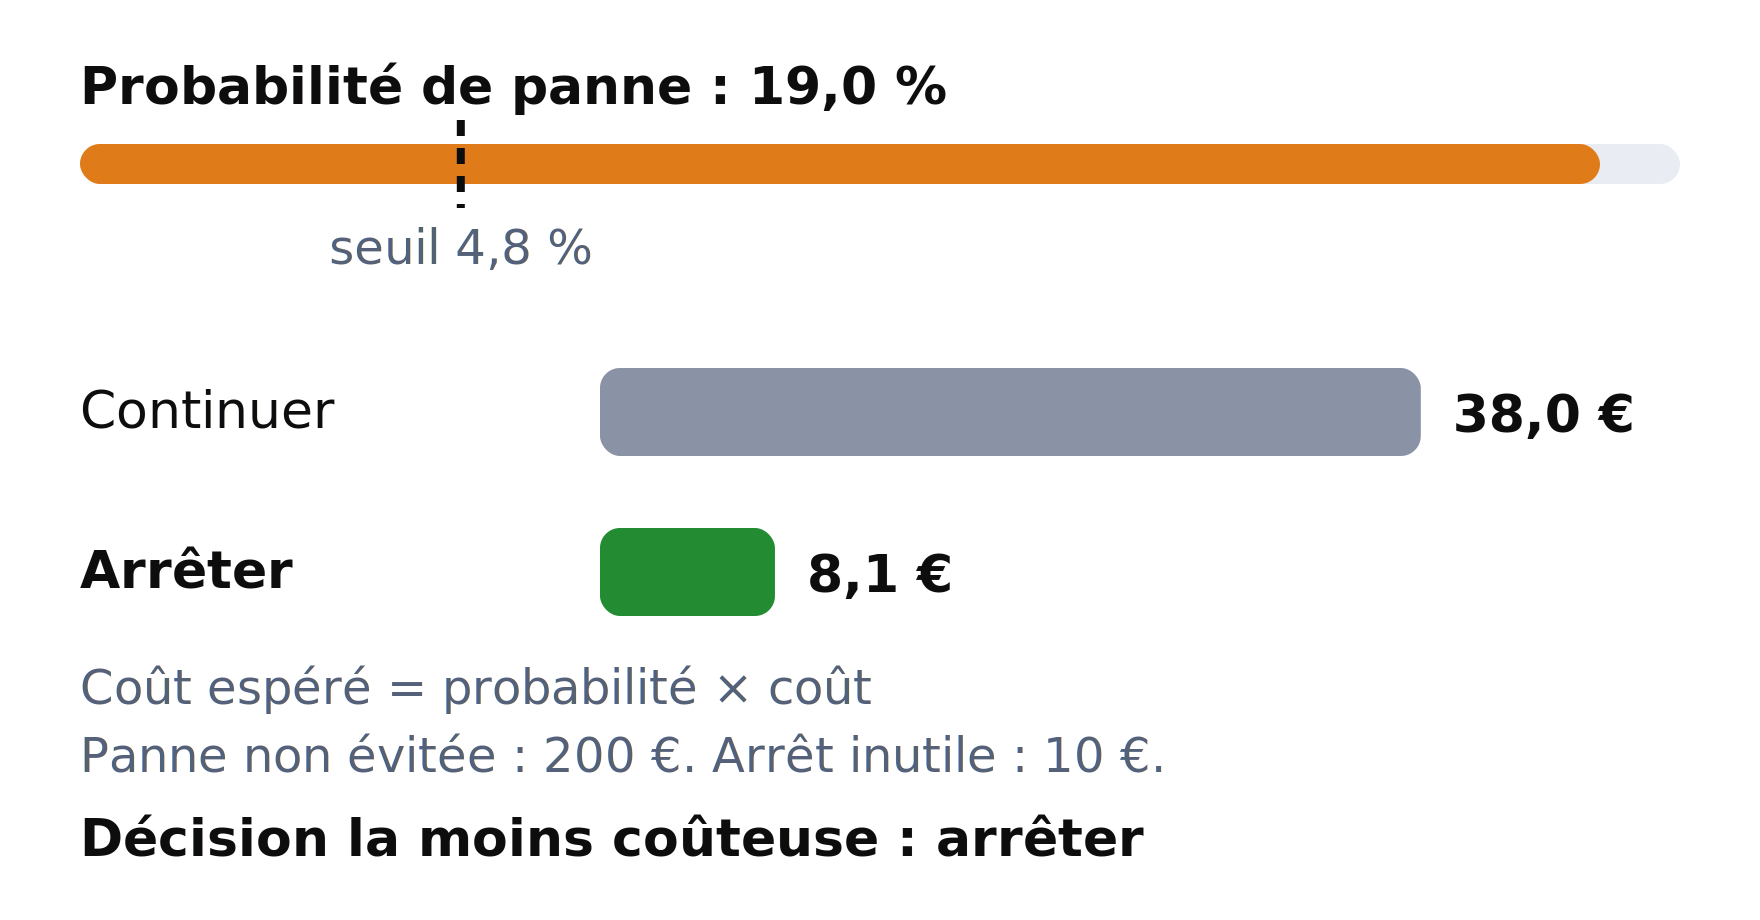 Probabilité de panne : 19,0 %
seuil 4,8 %
Continuer 38,0 €
Arrêter 8,1 €
Coût espéré = probabilité × coût
Panne non évitée : 200 €. Arrêt inutile : 10 €.
Décision la moins coûteuse : arrêter